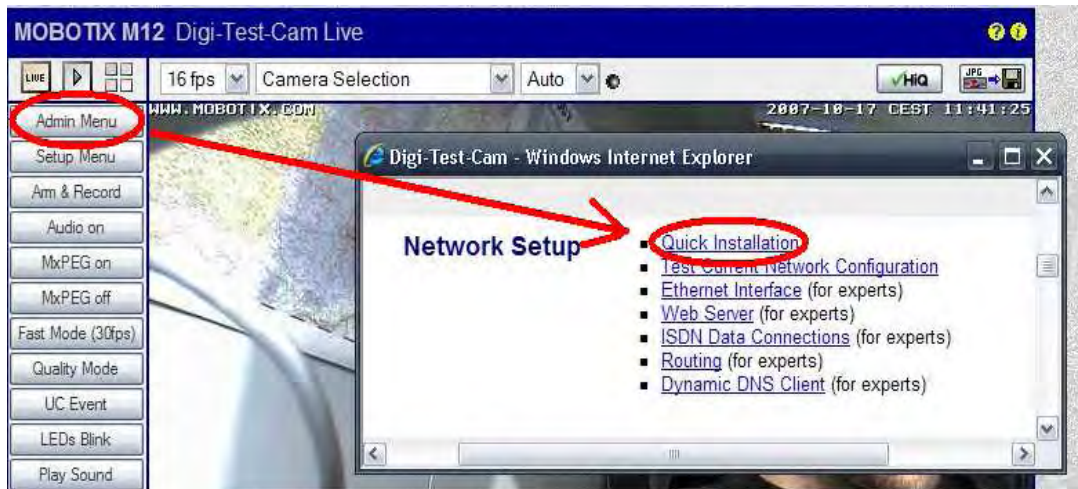 MOBOTIX M12 Digi-Test-Cam Live
LIVE
16 fps Camera Selection Auto HiQ JPG
WWW.MOBOTIX.COM 2007-10-17 CEST 11:41:25
Admin Menu
Setup Menu
Arm & Record
Audio on
MxPEG on
MxPEG off
Fast Mode (30fps)
Quality Mode
UC Event
LEDs Blink
Play Sound
Digi-Test-Cam - Windows Internet Explorer
Network Setup
Quick Installation
Test Current Network Configuration
Ethernet Interface (for experts)
Web Server (for experts)
ISDN Data Connections (for experts)
Routing (for experts)
Dynamic DNS Client (for experts)